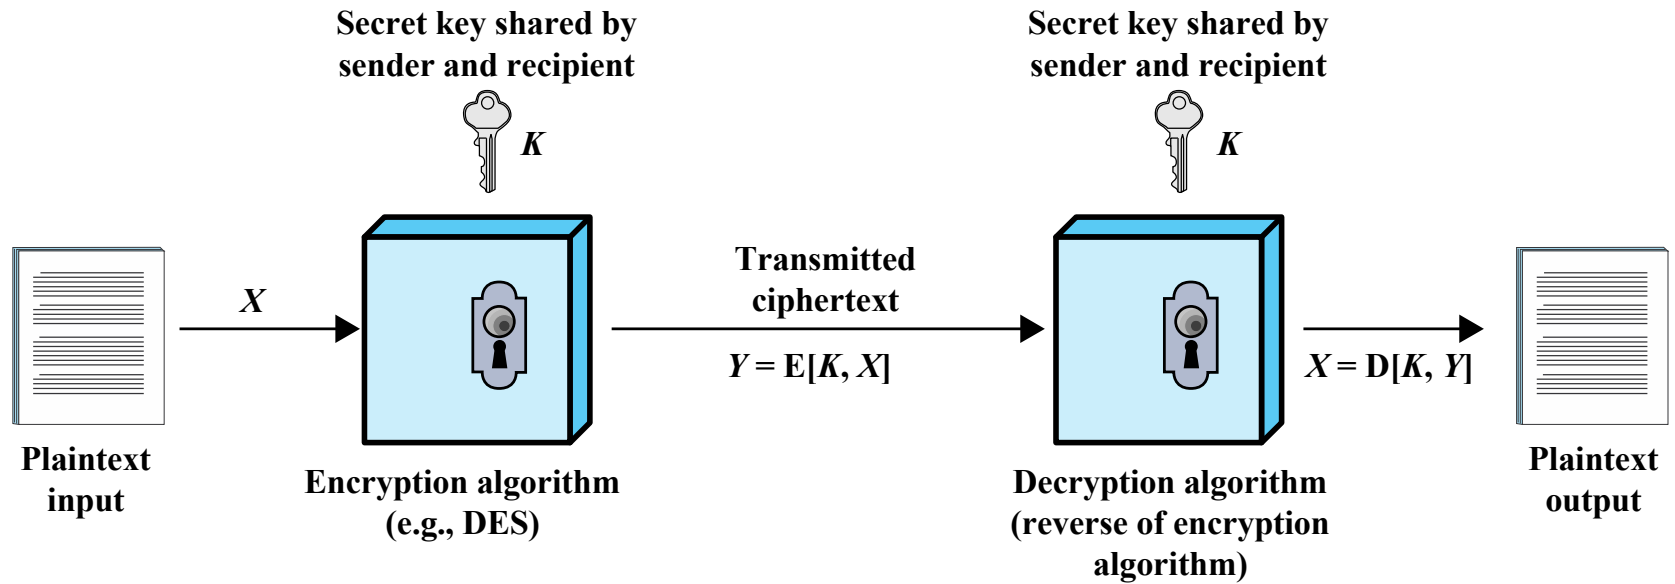 Secret key shared by
sender and recipient
K
Secret key shared by
sender and recipient
K
X
Transmitted
ciphertext
Y = E[K, X]
X = D[K, Y]
Plaintext
input
Encryption algorithm
(e.g., DES)
Decryption algorithm
(reverse of encryption
algorithm)
Plaintext
output